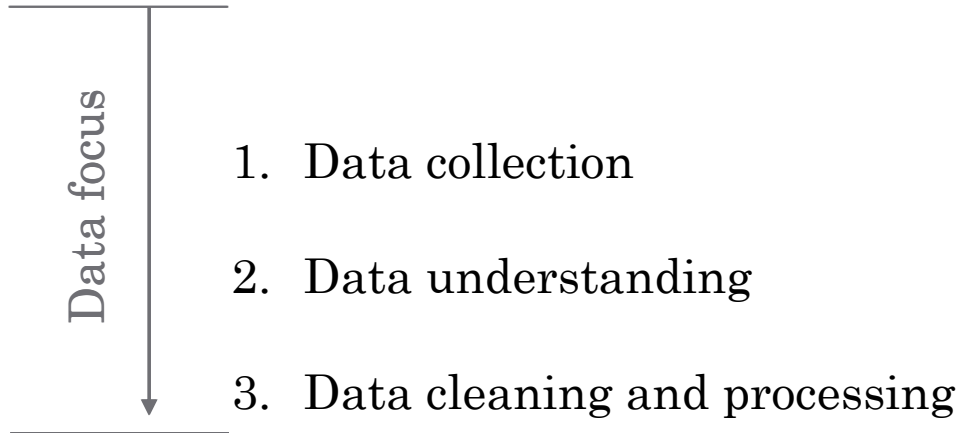 Data focus
1. Data collection
2. Data understanding
3. Data cleaning and processing